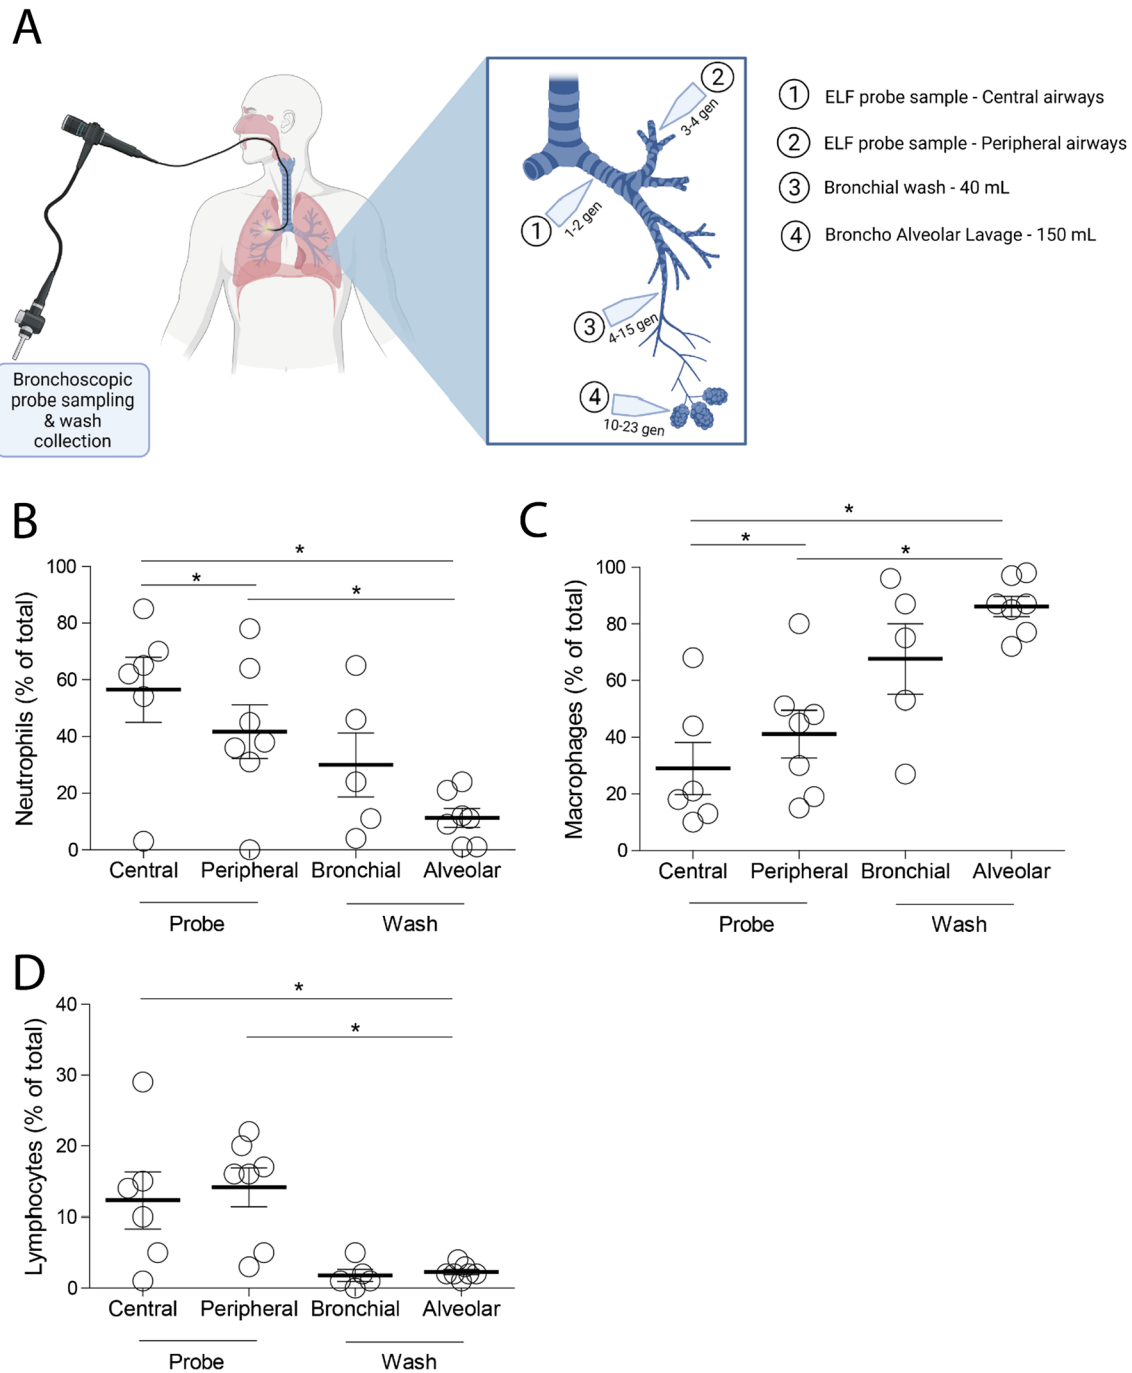 A
1 ELF probe sample - Central airways
2 ELF probe sample - Peripheral airways
3 Bronchial wash - 40 mL
4 Broncho Alveolar Lavage - 150 mL
2
3-4 gen
1
1-2 gen
3
4-15 gen
4
10-23 gen
Bronchoscopic
probe sampling
& wash
collection
B
Neutrophils (% of total)
100
80
60
40
20
0
*
*
*
Central Peripheral Bronchial Alveolar
Probe Wash
C
Macrophages (% of total)
100
80
60
40
20
0
*
*
*
Central Peripheral Bronchial Alveolar
Probe Wash
D
Lymphocytes (% of total)
40
30
20
10
0
*
*
Central Peripheral Bronchial Alveolar
Probe Wash